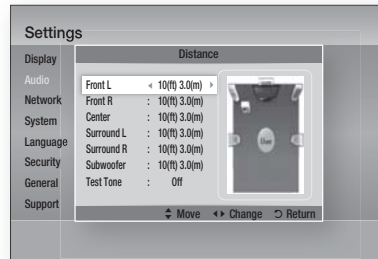 Settings
Display
Audio
Network
System
Language
Security
General
Support
Distance
Front L ◀ 10(ft) 3.0(m) ▶
Front R : 10(ft) 3.0(m)
Center : 10(ft) 3.0(m)
Surround L : 10(ft) 3.0(m)
Surround R : 10(ft) 3.0(m)
Subwoofer : 10(ft) 3.0(m)
Test Tone : Off
User
Move Change Return